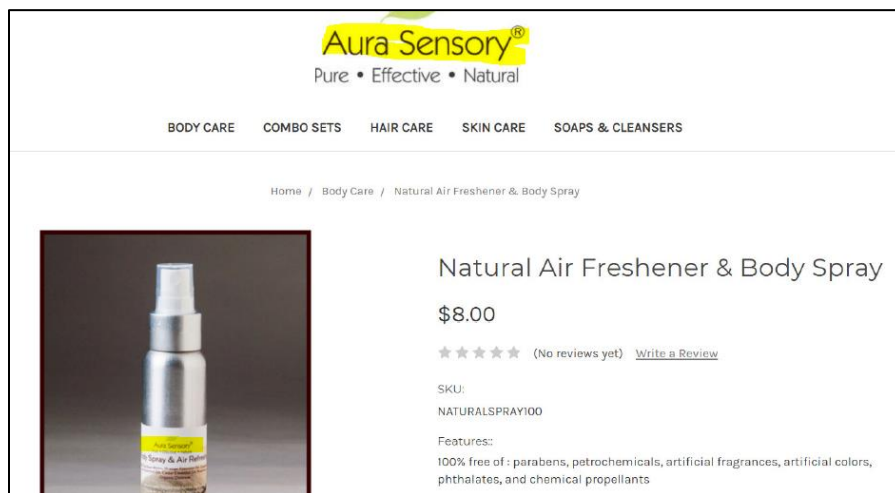 Aura Sensory®
Pure • Effective • Natural
BODY CARE COMBO SETS HAIR CARE SKIN CARE SOAPS & CLEANSERS
Home / Body Care / Natural Air Freshener & Body Spray
Natural Air Freshener & Body Spray
$8.00
(No reviews yet) Write a Review
SKU:
NATURALSPRAY100
Features::
100% free of : parabens, petrochemicals, artificial fragrances, artificial colors,
phthalates, and chemical propellants
Aura Sensory®
Spray & Air